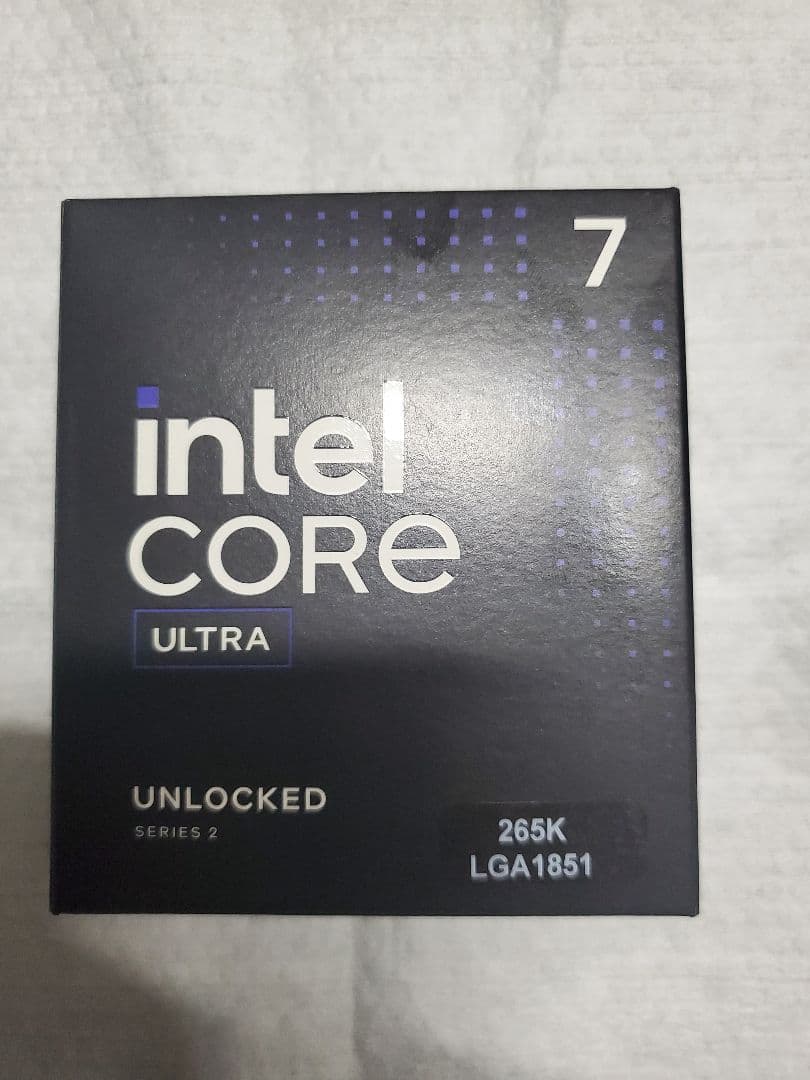 7
intel
CORe
ULTRA
UNLOCKED
SERIES 2
265K
LGA1851